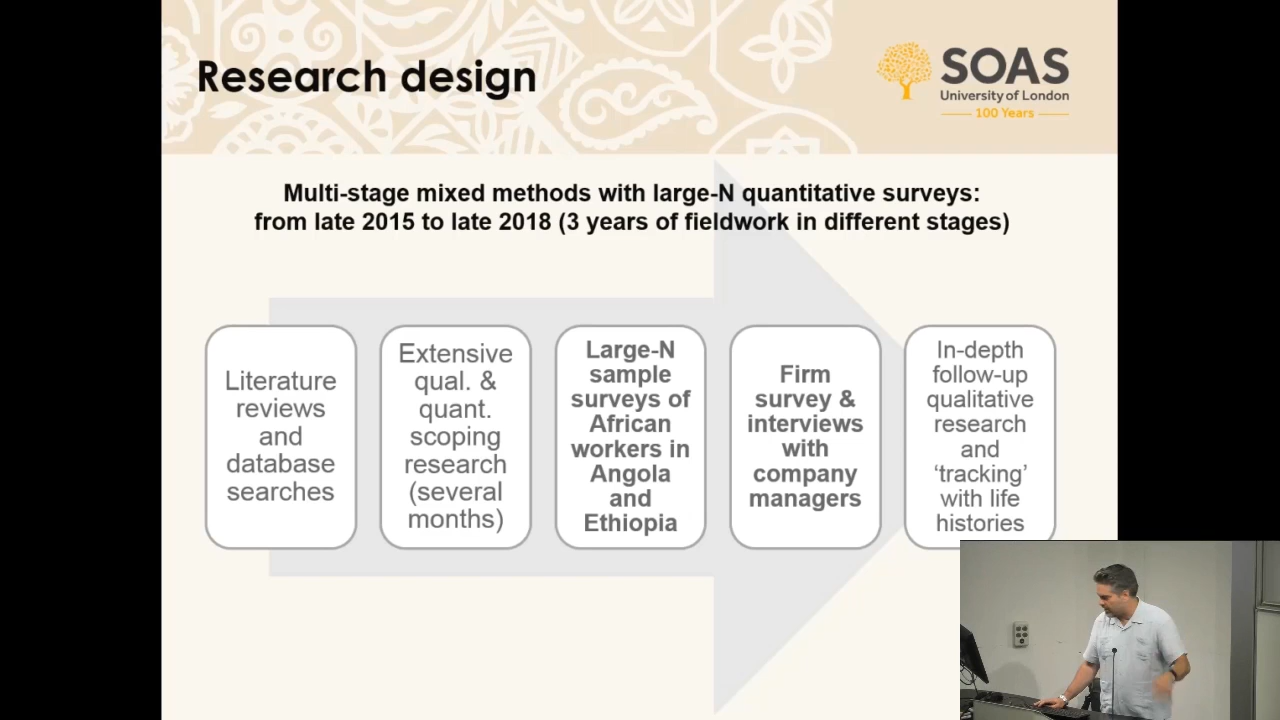 Research design
SOAS
University of London
100 Years
Multi-stage mixed methods with large-N quantitative surveys:
from late 2015 to late 2018 (3 years of fieldwork in different stages)
Literature
reviews
and
database
searches
Extensive
qual. &
quant.
scoping
research
(several
months)
Large-N
sample
surveys of
African
workers in
Angola
and
Ethiopia
Firm
survey &
interviews
with
company
managers
In-depth
follow-up
qualitative
research
and
‘tracking’
with life
histories